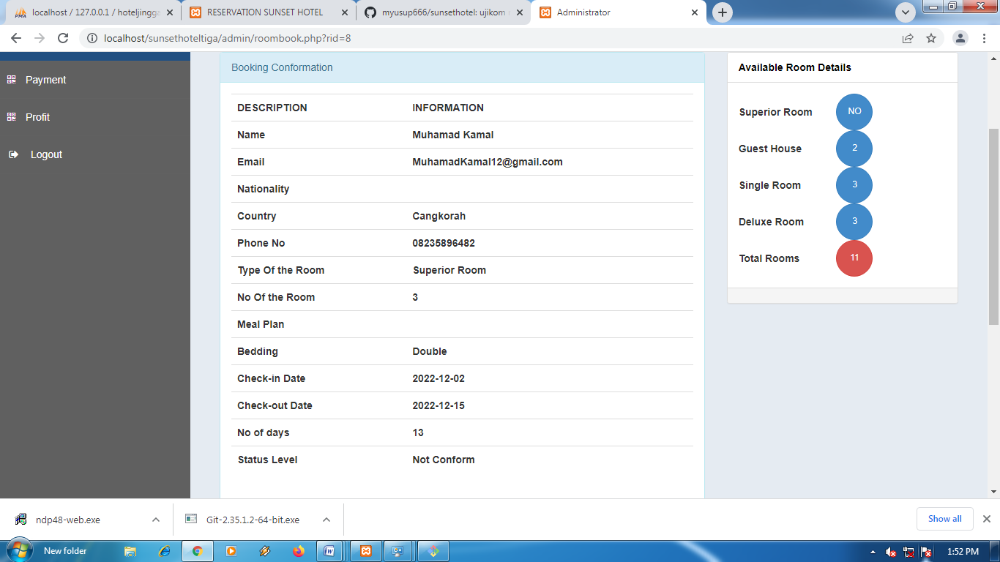 localhost / 127.0.0.1 / hoteljingga
RESERVATION SUNSET HOTEL
myusup666/sunsethotel: ujikom
Administrator
localhost/sunsethoteltiga/admin/roombook.php?rid=8
Payment
Profit
Logout
Booking Conformation
DESCRIPTION INFORMATION
Name Muhamad Kamal
Email MuhamadKamal12@gmail.com
Nationality
Country Cangkorah
Phone No 08235896482
Type Of the Room Superior Room
No Of the Room 3
Meal Plan
Bedding Double
Check-in Date 2022-12-02
Check-out Date 2022-12-15
No of days 13
Status Level Not Conform
Available Room Details
Superior Room NO
Guest House 2
Single Room 3
Deluxe Room 3
Total Rooms 11
ndp48-web.exe
Git-2.35.1.2-64-bit.exe
Show all
New folder
1:52 PM